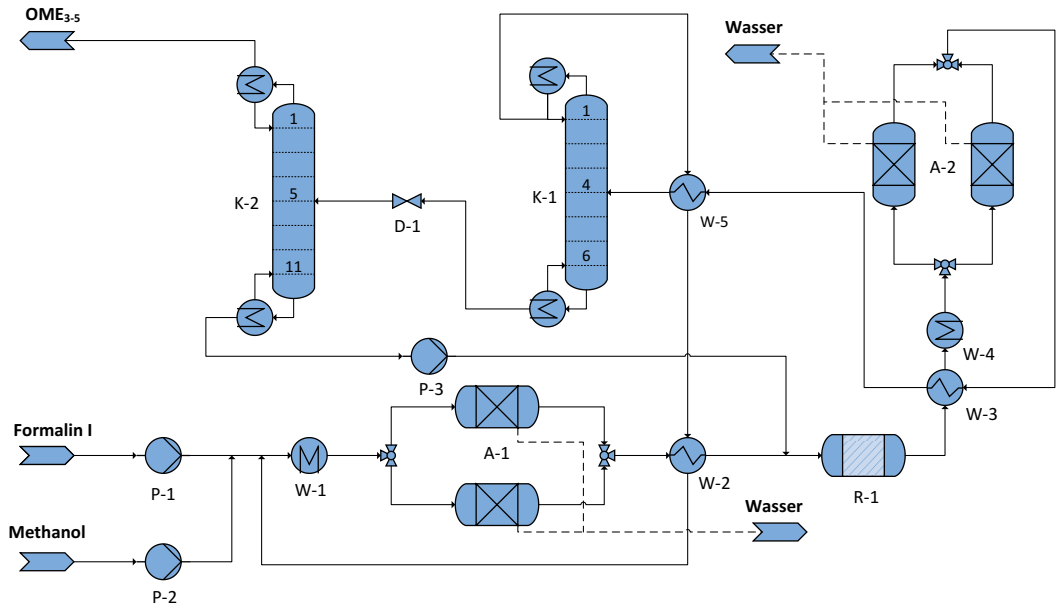 OME3-5
Wasser
1
1
A-2
5
4
K-2
K-1
D-1
W-5
11
6
W-4
P-3
W-3
Formalin I
A-1
P-1
W-1
W-2
R-1
Wasser
Methanol
P-2